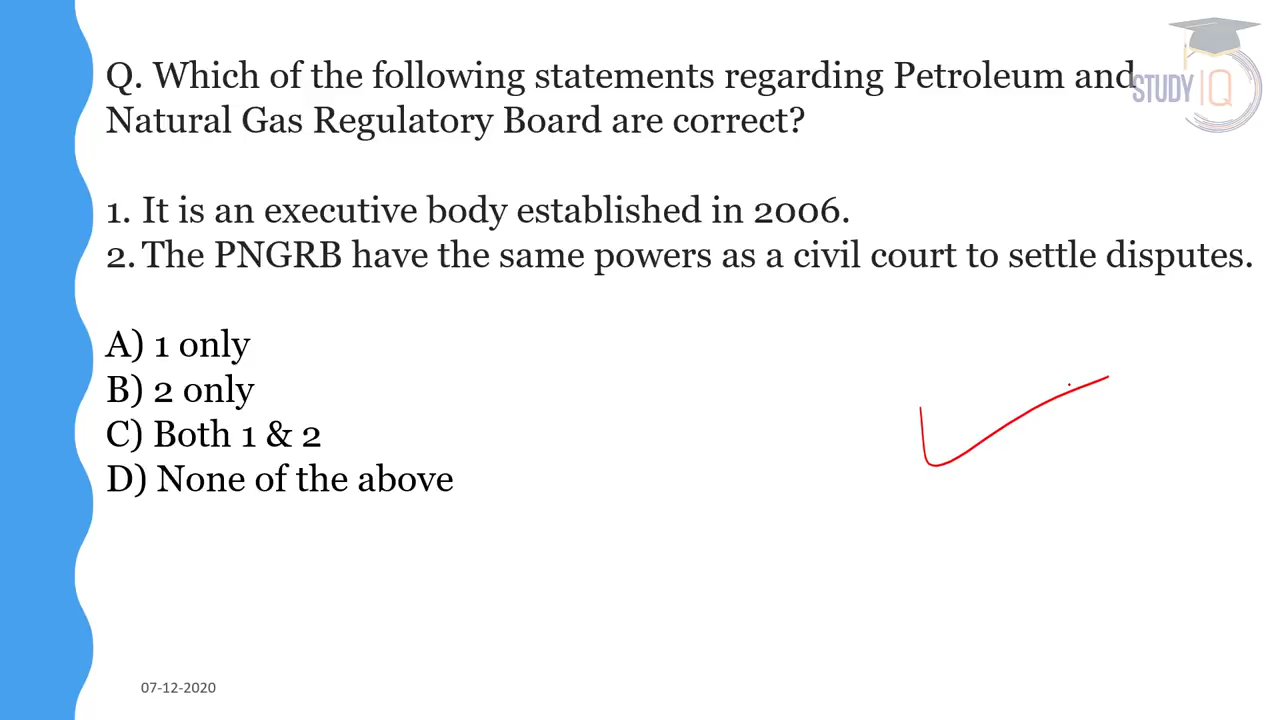 STUDY IQ
Q. Which of the following statements regarding Petroleum and
Natural Gas Regulatory Board are correct?
1. It is an executive body established in 2006.
2. The PNGRB have the same powers as a civil court to settle disputes.
A) 1 only
B) 2 only
C) Both 1 & 2
D) None of the above
07-12-2020